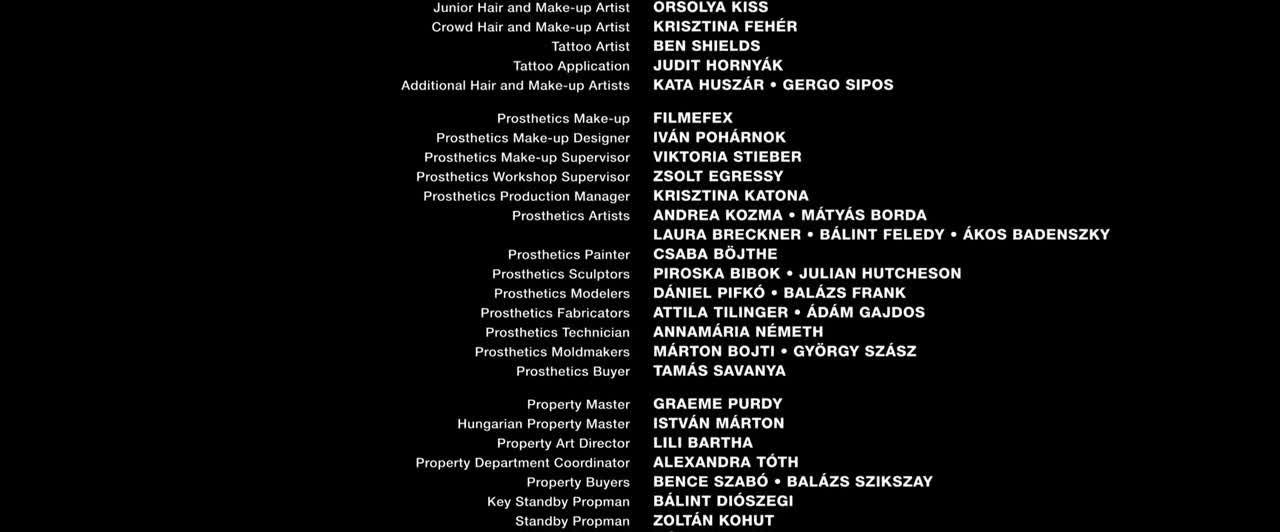 Junior Hair and Make-up Artist ORSOLYA KISS
Crowd Hair and Make-up Artist KRISZTINA FEHÉR
Tattoo Artist BEN SHIELDS
Tattoo Application JUDIT HORNYÁK
Additional Hair and Make-up Artists KATA HUSZÁR • GERGO SIPOS
Prosthetics Make-up FILMEFEX
Prosthetics Make-up Designer IVÁN POHÁRNOK
Prosthetics Make-up Supervisor VIKTORIA STIEBER
Prosthetics Workshop Supervisor ZSOLT EGRESSY
Prosthetics Production Manager KRISZTINA KATONA
Prosthetics Artists ANDREA KOZMA • MÁTYÁS BORDA
LAURA BRECKNER • BÁLINT FELEDY • ÁKOS BADENSZKY
Prosthetics Painter CSABA BÖJTHE
Prosthetics Sculptors PIROSKA BIBOK • JULIAN HUTCHESON
Prosthetics Modelers DÁNIEL PIFKÓ • BALÁZS FRANK
Prosthetics Fabricators ATTILA TILINGER • ÁDÁM GAJDOS
Prosthetics Technician ANNAMÁRIA NÉMETH
Prosthetics Moldmakers MÁRTON BOJTI • GYÖRGY SZÁSZ
Prosthetics Buyer TAMÁS SAVANYA
Property Master GRAEME PURDY
Hungarian Property Master ISTVÁN MÁRTON
Property Art Director LILI BARTHA
Property Department Coordinator ALEXANDRA TÓTH
Property Buyers BENCE SZABÓ • BALÁZS SZIKSZAY
Key Standby Propman BÁLINT DIÓSZEGI
Standby Propman ZOLTÁN KOHUT